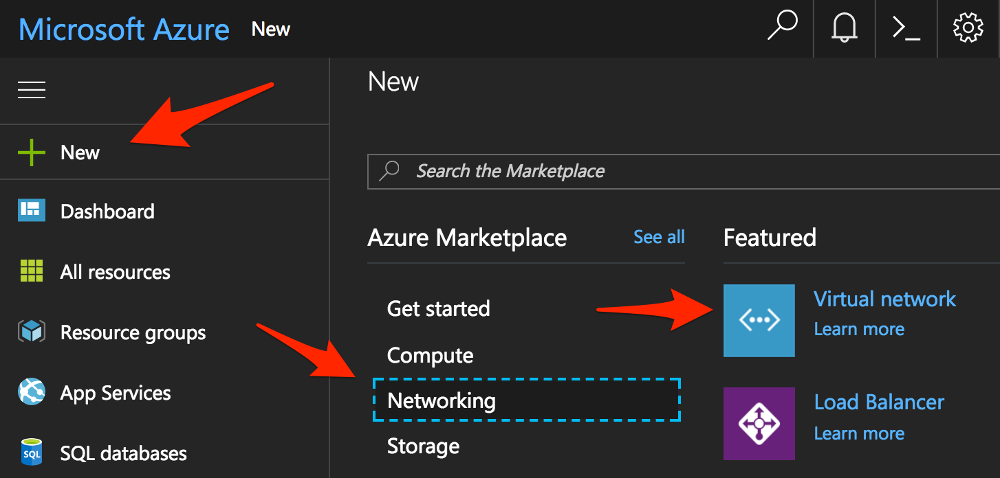 Microsoft Azure New
New
New
Dashboard
All resources
Resource groups
App Services
SQL
SQL databases
Search the Marketplace
Azure Marketplace
See all
Get started
Compute
Networking
Storage
Featured
Virtual network
Learn more
Load Balancer
Learn more